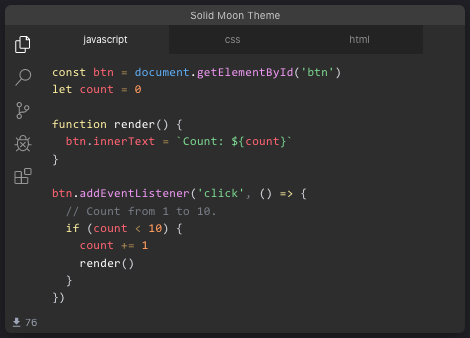 Solid Moon Theme
javascript css html
const btn = document.getElementById('btn')
let count = 0
function render() {
  btn.innerText = `Count: ${count}`
}
btn.addEventListener('click', () => {
  // Count from 1 to 10.
  if (count < 10) {
    count += 1
    render()
  }
})
76